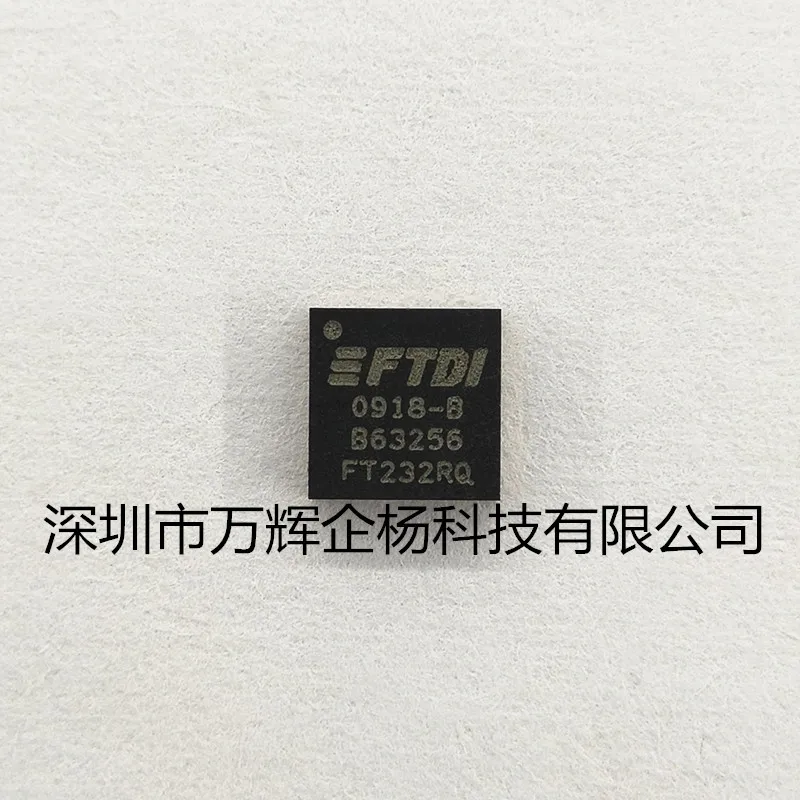 FTDI
0918-B
B63256
FT232RQ
深圳市万辉企杨科技有限公司